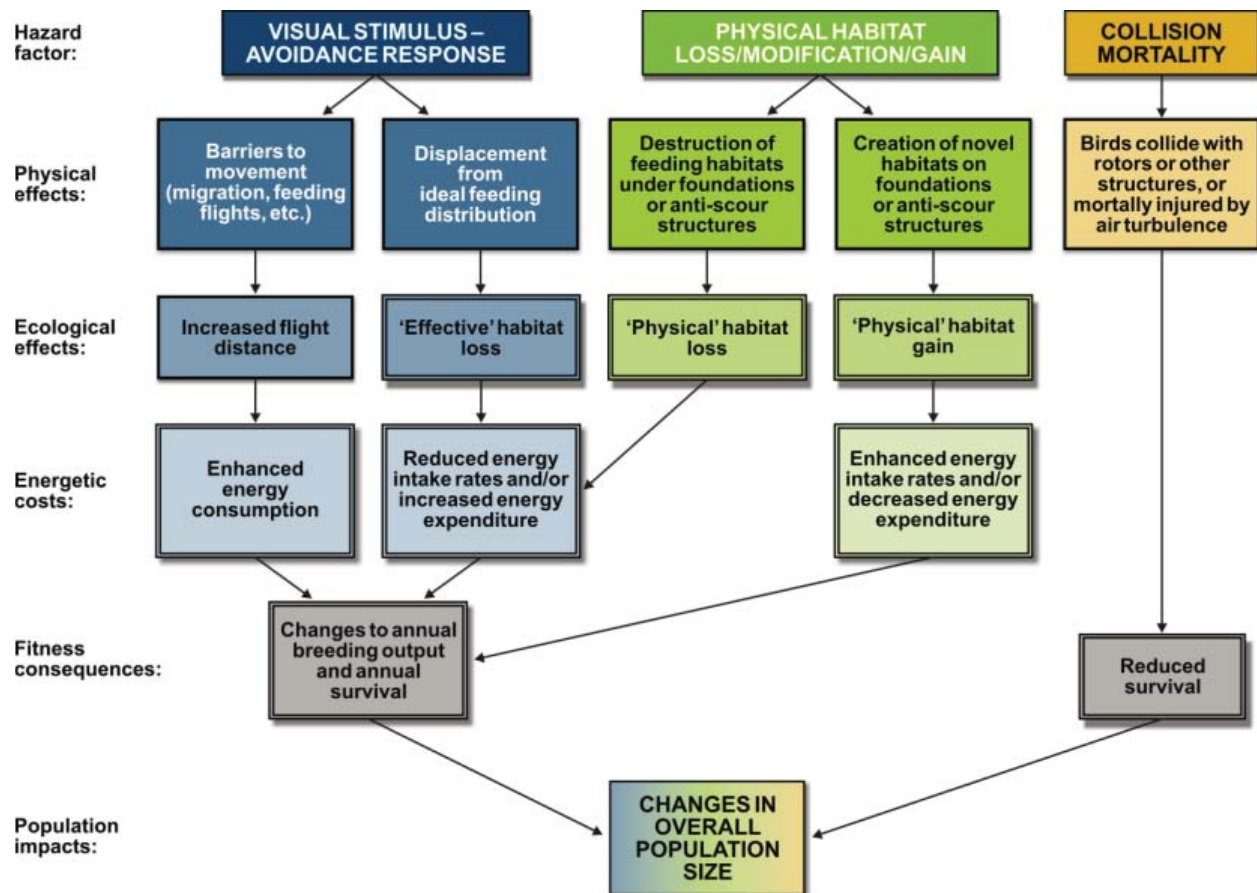 Hazard
factor:
VISUAL STIMULUS –
AVOIDANCE RESPONSE
PHYSICAL HABITAT
LOSS/MODIFICATION/GAIN
COLLISION
MORTALITY
Physical
effects:
Barriers to
movement
(migration, feeding
flights, etc.)
Displacement
from
ideal feeding
distribution
Destruction of
feeding habitats
under foundations
or anti-scour
structures
Creation of novel
habitats on
foundations
or anti-scour
structures
Birds collide with
rotors or other
structures, or
mortally injured by
air turbulence
Ecological
effects:
Increased flight
distance
‘Effective’ habitat
loss
‘Physical’ habitat
loss
‘Physical’ habitat
gain
Energetic
costs:
Enhanced
energy
consumption
Reduced energy
intake rates and/or
increased energy
expenditure
Enhanced energy
intake rates and/or
decreased energy
expenditure
Fitness
consequences:
Changes to annual
breeding output
and annual
survival
Reduced
survival
Population
impacts:
CHANGES IN
OVERALL
POPULATION
SIZE